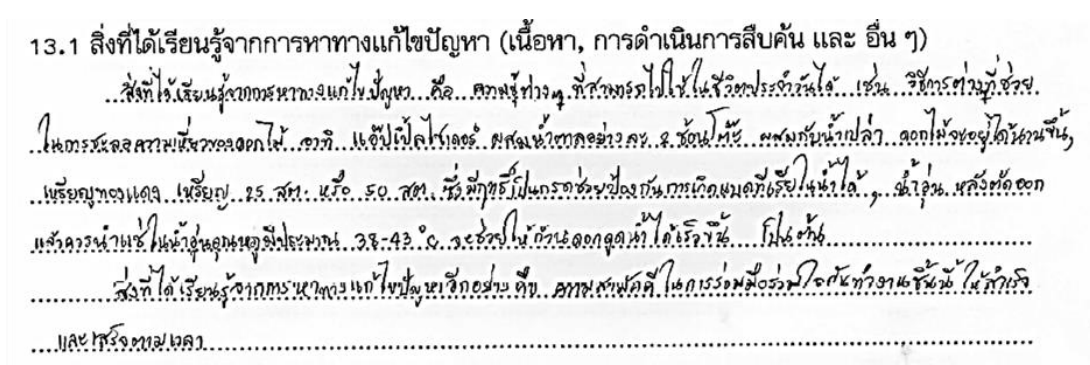 13.1 สิ่งที่ได้เรียนรู้จากการหาทางแก้ไขปัญหา (เนื้อหา, การดำเนินการสืบค้น และ อื่น ๆ)
สิ่งที่ได้เรียนรู้จากการหาทางแก้ไขปัญหา คือ ความรู้ต่าง ๆ ที่สามารถไปใช้ในชีวิตประจำวันได้ เช่น วิธีการต่างๆที่ช่วย
ในการชะลอความเหี่ยวของดอกไม้ อาทิ แอ๊ปเปิ้ลไซเดอร์ ผสมน้ำตาลอย่างละ 2 ช้อนโต๊ะ ผสมกับน้ำเปล่า ดอกไม้จะอยู่ได้นานขึ้น,
เหรียญทองแดง เหรียญ 25 สต. หรือ 50 สต. ซึ่งมีฤทธิ์เป็นกรดช่วยป้องกันการเกิดแบคทีเรียในน้ำได้, น้ำอุ่น หลังตัดดอก
แล้วควรนำแช่ในน้ำอุ่นอุณหภูมิประมาณ 38-43 °ซ จะช่วยให้ก้านดอกดูดน้ำได้เร็วขึ้น เป็นต้น
สิ่งที่ได้เรียนรู้จากการหาทางแก้ไขปัญหาอีกอย่าง คือ ความสามัคคีในการร่วมมือร่วมใจกันทำงานชิ้นนี้ให้สำเร็จ
และเสร็จตามเวลา